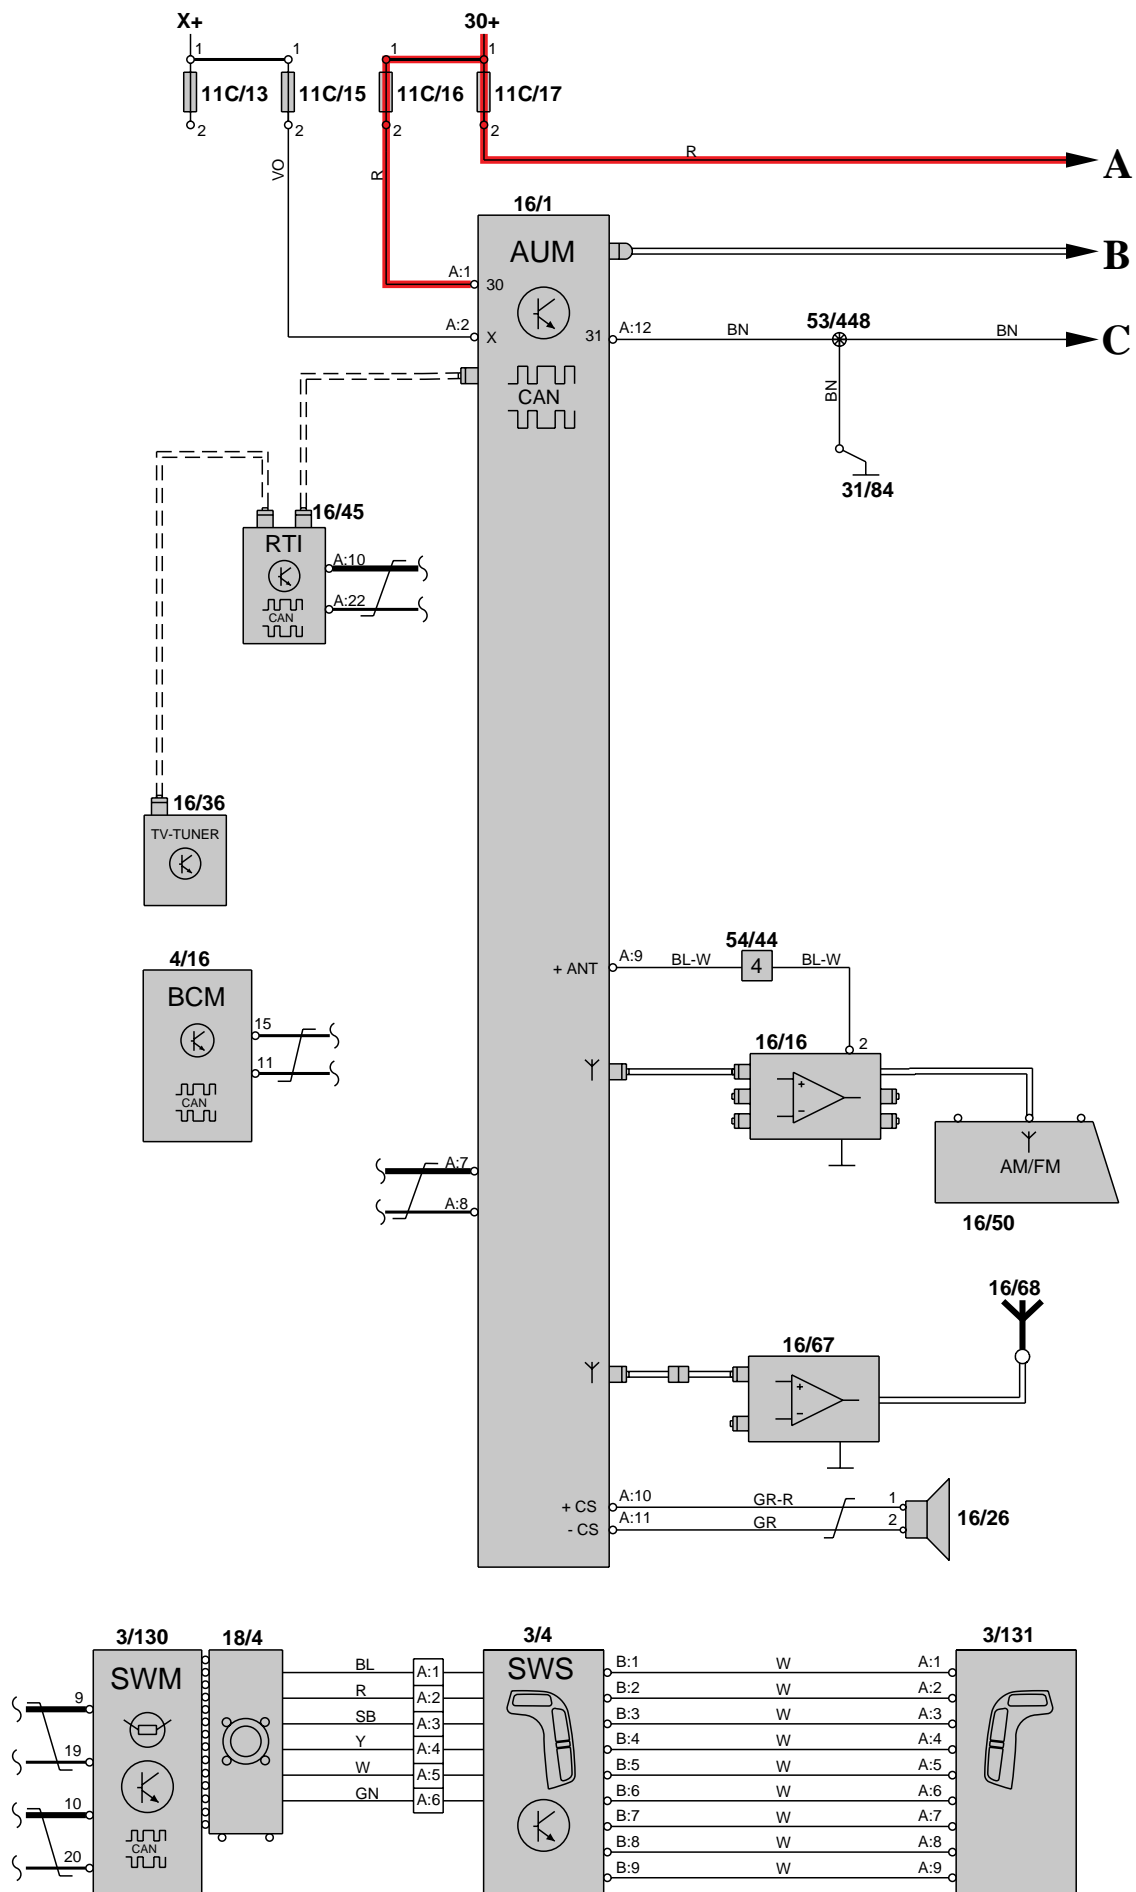 X+ 30+
1 1 1 1
11C/13 11C/15 11C/16 11C/17
2 2 2 2
VO R R A
16/1
AUM B
A:1 30
A:2 X 31 A:12 BN 53/448 BN C
CAN BN
31/84
16/45
RTI
A:10
CAN A:22
16/36
TV-TUNER
4/16
BCM
15
11
CAN
54/44
+ ANT A:9 BL-W 4 BL-W
16/16 2
+
-
AM/FM
16/50
A:7
A:8
16/68
16/67
+
-
+ CS A:10 GR-R 1
- CS A:11 GR 2 16/26
3/130 18/4 3/4 3/131
SWM SWS
BL A:1 B:1 W A:1
R A:2 B:2 W A:2
9 SB A:3 B:3 W A:3
Y A:4 B:4 W A:4
19 W A:5 B:5 W A:5
GN A:6 B:6 W A:6
10 B:7 W A:7
CAN B:8 W A:8
20 B:9 W A:9